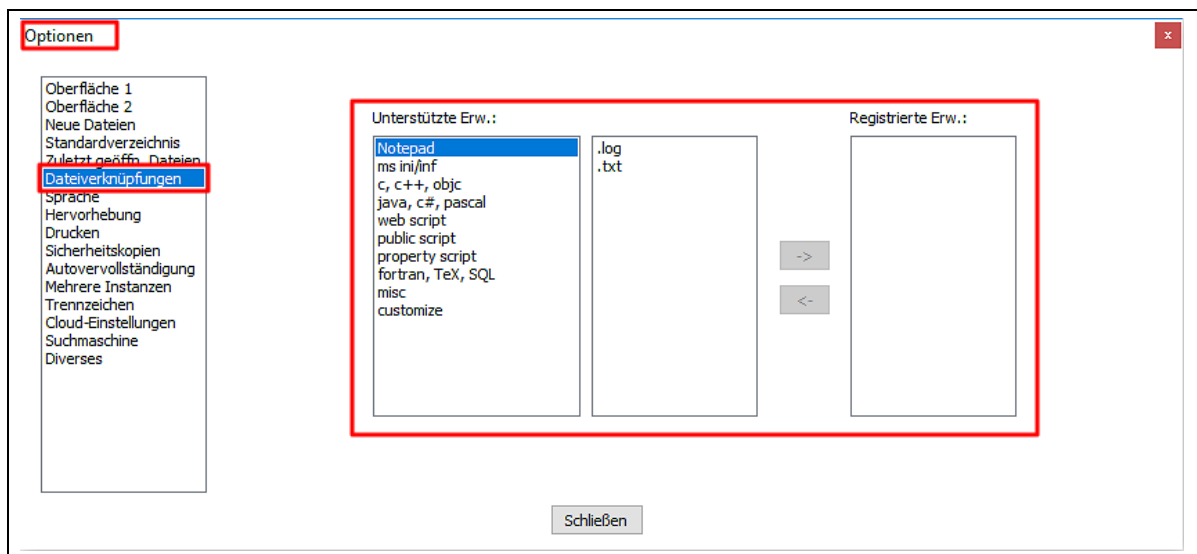 Optionen
x
Oberfläche 1
Oberfläche 2
Neue Dateien
Standardverzeichnis
Zuletzt geöffn. Dateien
Dateiverknüpfungen
Sprache
Hervorhebung
Drucken
Sicherheitskopien
Autovervollständigung
Mehrere Instanzen
Trennzeichen
Cloud-Einstellungen
Suchmaschine
Diverses
Unterstützte Erw.:
Notepad
ms ini/inf
c, c++, objc
java, c#, pascal
web script
public script
property script
fortran, TeX, SQL
misc
customize
.log
.txt
->
<-
Registrierte Erw.:
Schließen